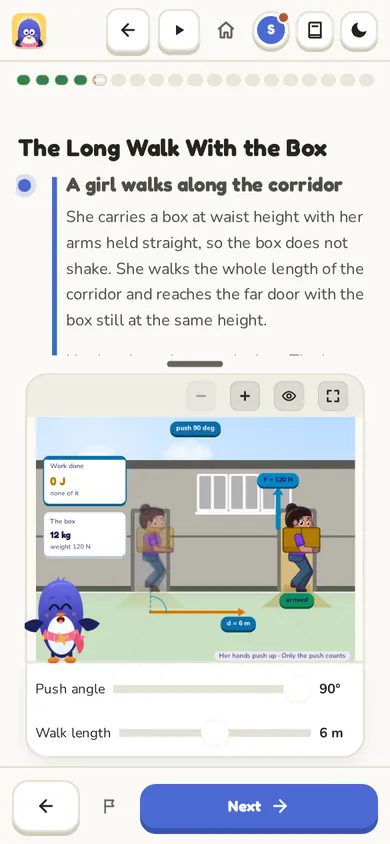 S
The Long Walk With the Box
A girl walks along the corridor
She carries a box at waist height with her
arms held straight, so the box does not
shake. She walks the whole length of the
corridor and reaches the far door with the
box still at the same height.
push 90 deg
Work done
0 J
none of it
F = 120 N
The box
12 kg
weight 120 N
arrived
d = 6 m
Her hands push up · Only the push counts
Push angle 90°
Walk length 6 m
Next